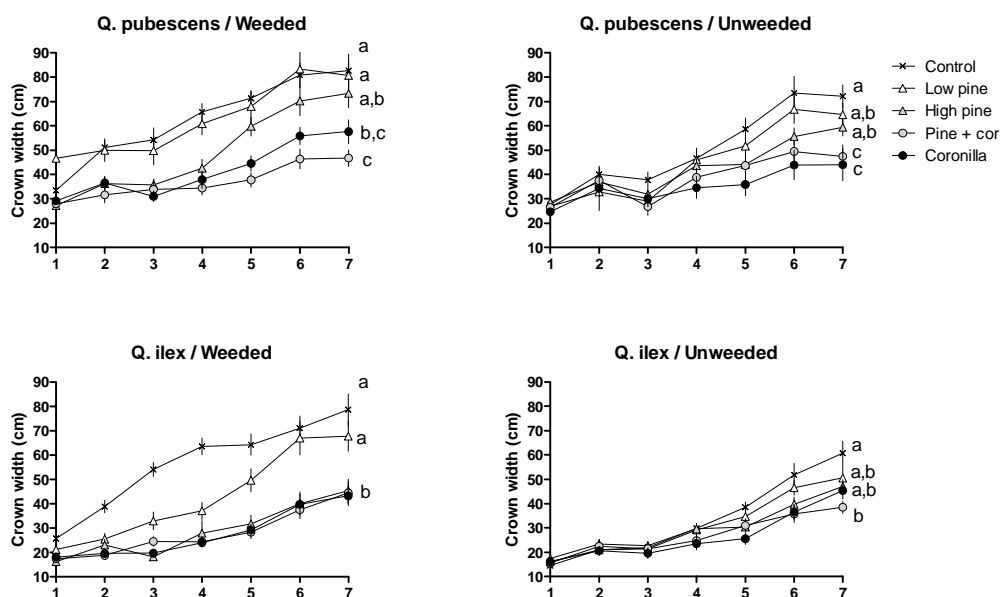 Q. pubescens / Weeded
Crown width (cm)
90
80
70
60
50
40
30
20
10
1 2 3 4 5 6 7
a
a
a,b
b,c
c
Q. pubescens / Unweeded
Crown width (cm)
90
80
70
60
50
40
30
20
10
1 2 3 4 5 6 7
a
a,b
a,b
c
c
Control
Low pine
High pine
Pine + cor
Coronilla
Q. ilex / Weeded
Crown width (cm)
90
80
70
60
50
40
30
20
10
1 2 3 4 5 6 7
a
a
b
Q. ilex / Unweeded
Crown width (cm)
90
80
70
60
50
40
30
20
10
1 2 3 4 5 6 7
a
a,b
a,b
b